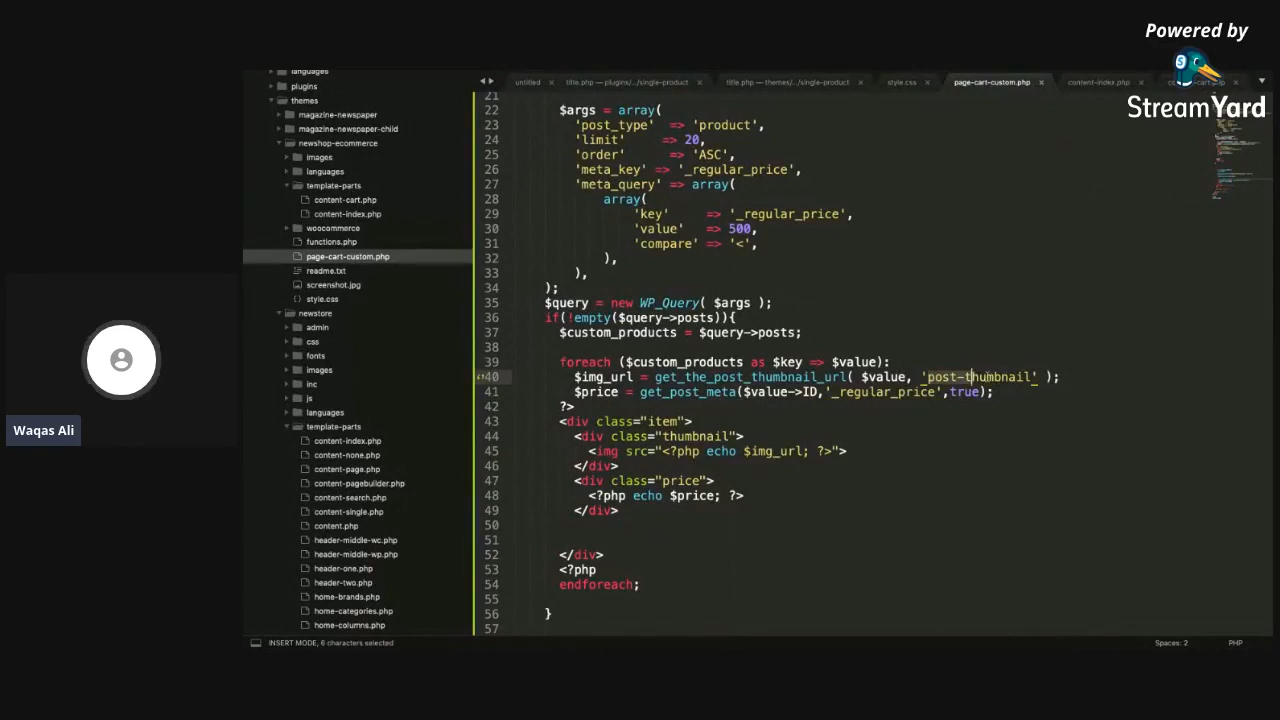 Powered by
StreamYard
Waqas Ali
languages
plugins
themes
magazine-newspaper
magazine-newspaper-child
newshop-ecommerce
images
languages
template-parts
content-cart.php
content-index.php
woocommerce
functions.php
page-cart-custom.php
readme.txt
screenshot.jpg
style.css
newstore
admin
css
fonts
images
inc
js
languages
template-parts
content-index.php
content-none.php
content-page.php
content-pagebuilder.php
content-search.php
content-single.php
content.php
header-middle-wc.php
header-middle-wp.php
header-one.php
header-two.php
home-brands.php
home-categories.php
home-columns.php
untitled
title.php — plugins/.../single-product
title.php — themes/.../single-product
style.css
page-cart-custom.php
content-index.php
21
22 $args = array(
23 'post_type' => 'product',
24 'limit' => 20,
25 'order' => 'ASC',
26 'meta_key' => '_regular_price',
27 'meta_query' => array(
28 array(
29 'key' => '_regular_price',
30 'value' => 500,
31 'compare' => '<',
32 ),
33 ),
34 );
35 $query = new WP_Query( $args );
36 if(!empty($query->posts)){
37 $custom_products = $query->posts;
38
39 foreach ($custom_products as $key => $value):
40 $img_url = get_the_post_thumbnail_url( $value, 'post-thumbnail' );
41 $price = get_post_meta($value->ID,'_regular_price',true);
42 ?>
43 <div class="item">
44 <div class="thumbnail">
45 <img src="<?php echo $img_url; ?>">
46 </div>
47 <div class="price">
48 <?php echo $price; ?>
49 </div>
50
51
52 </div>
53 <?php
54 endforeach;
55
56 }
57
INSERT MODE, 6 characters selected
Spaces: 2
PHP